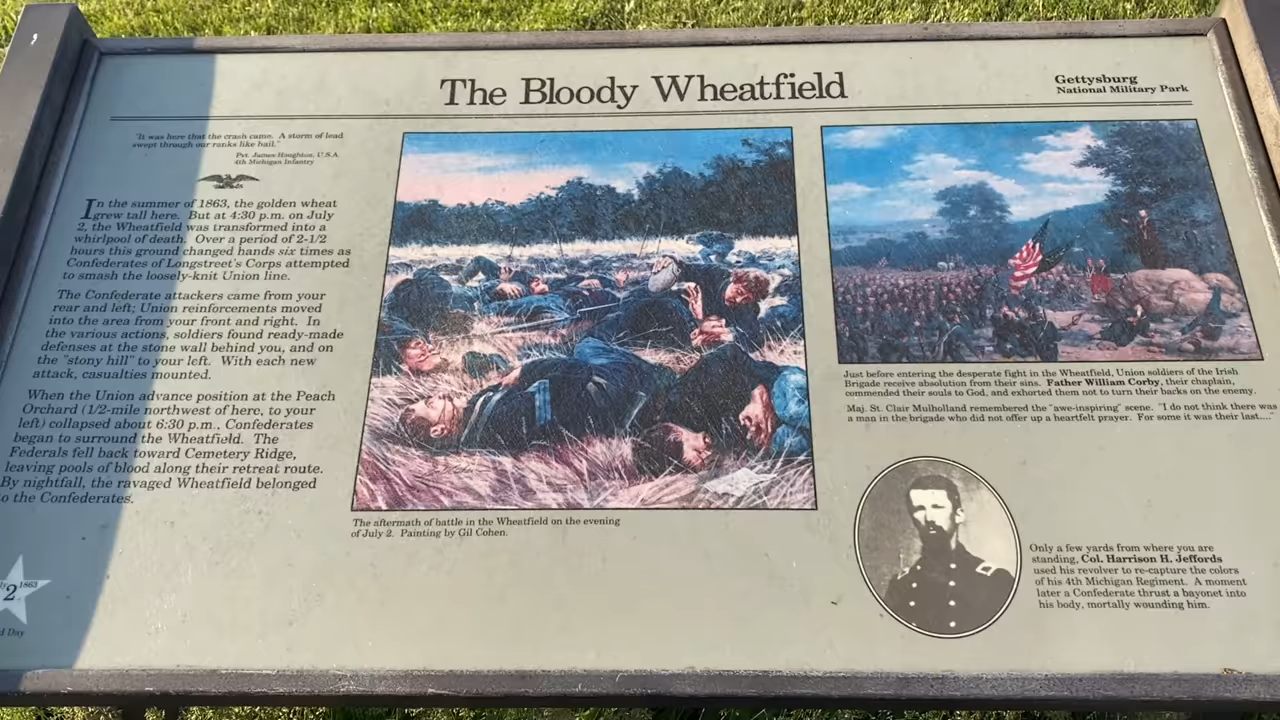 The Bloody Wheatfield
Gettysburg
National Military Park
"It was here that the crash came. A storm of lead
swept through our ranks like hail."
Pvt. James Houghton, U.S.A.
4th Michigan Infantry
In the summer of 1863, the golden wheat
grew tall here. But at 4:30 p.m. on July
2, the Wheatfield was transformed into a
whirlpool of death. Over a period of 2-1/2
hours this ground changed hands six times as
Confederates of Longstreet's Corps attempted
to smash the loosely-knit Union line.
The Confederate attackers came from your
rear and left; Union reinforcements moved
into the area from your front and right. In
the various actions, soldiers found ready-made
defenses at the stone wall behind you, and on
the "stony hill" to your left. With each new
attack, casualties mounted.
When the Union advance position at the Peach
Orchard (1/2-mile northwest of here, to your
left) collapsed about 6:30 p.m., Confederates
began to surround the Wheatfield. The
Federals fell back toward Cemetery Ridge,
leaving pools of blood along their retreat route.
By nightfall, the ravaged Wheatfield belonged
to the Confederates.
2 1863
Day
The aftermath of battle in the Wheatfield on the evening
of July 2. Painting by Gil Cohen.
Just before entering the desperate fight in the Wheatfield, Union soldiers of the Irish
Brigade receive absolution from their sins. Father William Corby, their chaplain,
commended their souls to God, and exhorted them not to turn their backs on the enemy.
Maj. St. Clair Mulholland remembered the "awe-inspiring" scene. "I do not think there was
a man in the brigade who did not offer up a heartfelt prayer. For some it was their last...."
Only a few yards from where you are
standing, Col. Harrison H. Jeffords
used his revolver to re-capture the colors
of his 4th Michigan Regiment. A moment
later a Confederate thrust a bayonet into
his body, mortally wounding him.